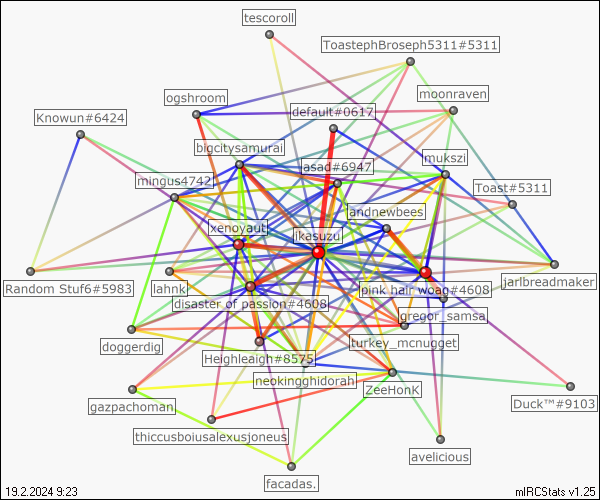 tescoroll
ToastephBroseph5311#5311
moonraven
ogshroom
default#0617
Knowun#6424
bigcitysamurai
mukszi
jasad#6947
mingus4742
Toast#5311
andnewbees
xenoyaut
jkasuzu
Random Stuf6#5983
lahnk
pink hair woag#4608
jarlbreadmaker
disaster of passion#4608
gregor_samsa
doggerdig
turkey_mcnugget
Heighleaigh#8575
neokingghidorah
ZeeHonK
gazpachoman
Duck™#9103
thiccusboiusalexusjoneus
avelicious
facadas.
19.2.2024 9:23
mIRCStats v1.25